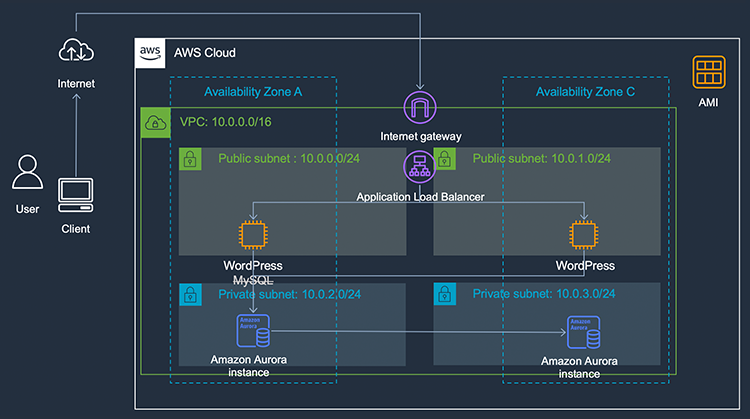 aws
AWS Cloud
Internet
Availability Zone A
Availability Zone C
AMI
VPC: 10.0.0.0/16
Internet gateway
Public subnet : 10.0.0.0/24
Public subnet: 10.0.1.0/24
User
Client
Application Load Balancer
WordPress
MySQL
WordPress
Private subnet: 10.0.2.0/24
Private subnet: 10.0.3.0/24
Amazon
Aurora
Amazon
Aurora
Amazon Aurora
instance
Amazon Aurora
instance